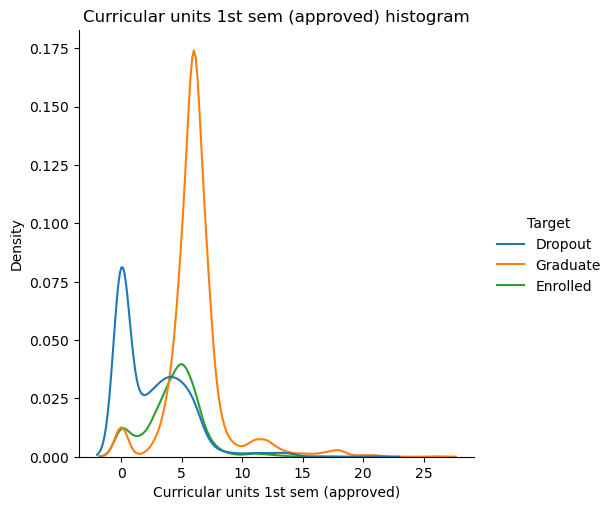 Curricular units 1st sem (approved) histogram
0.175
0.150
0.125
0.100
0.075
0.050
0.025
0.000
Density
0 5 10 15 20 25
Curricular units 1st sem (approved)
Target
Dropout
Graduate
Enrolled